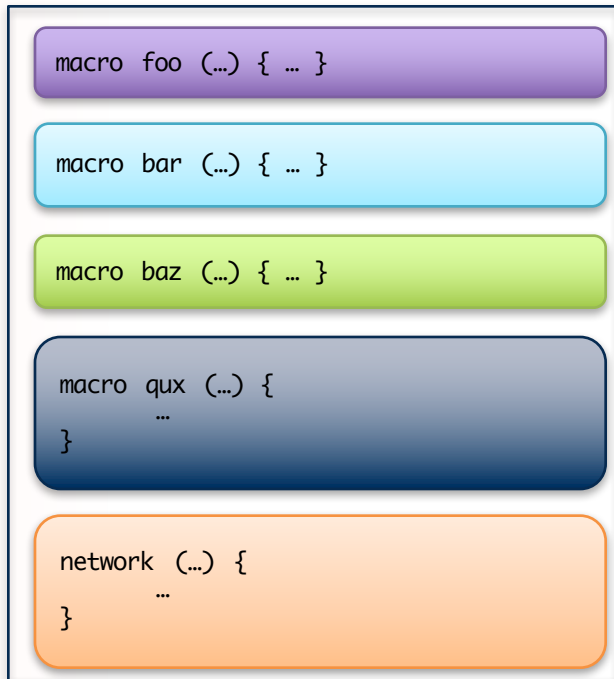 macro foo (…) { … }
macro bar (…) { … }
macro baz (…) { … }
macro qux (…) {
…
}
network (…) {
…
}